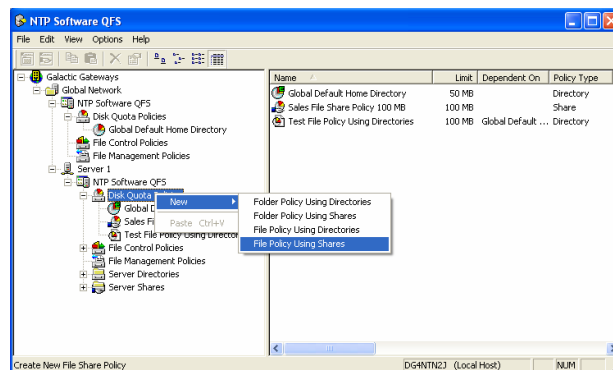 NTP Software QFS
File Edit View Options Help
Galactic Gateways
Global Network
NTP Software QFS
Disk Quota Policies
Global Default Home Directory
File Control Policies
File Management Policies
Server 1
NTP Software QFS
Disk Quota
Global D
Sales Fi
Test File Policy Using Director
File Control Policies
File Management Policies
Server Directories
Server Shares
New
Paste Ctrl+V
Folder Policy Using Directories
Folder Policy Using Shares
File Policy Using Directories
File Policy Using Shares
Name Limit Dependent On Policy Type
Global Default Home Directory 50 MB Directory
Sales File Share Policy 100 MB 100 MB Share
Test File Policy Using Directories 100 MB Global Default ... Directory
Create New File Share Policy DG4NTN2J (Local Host) NUM